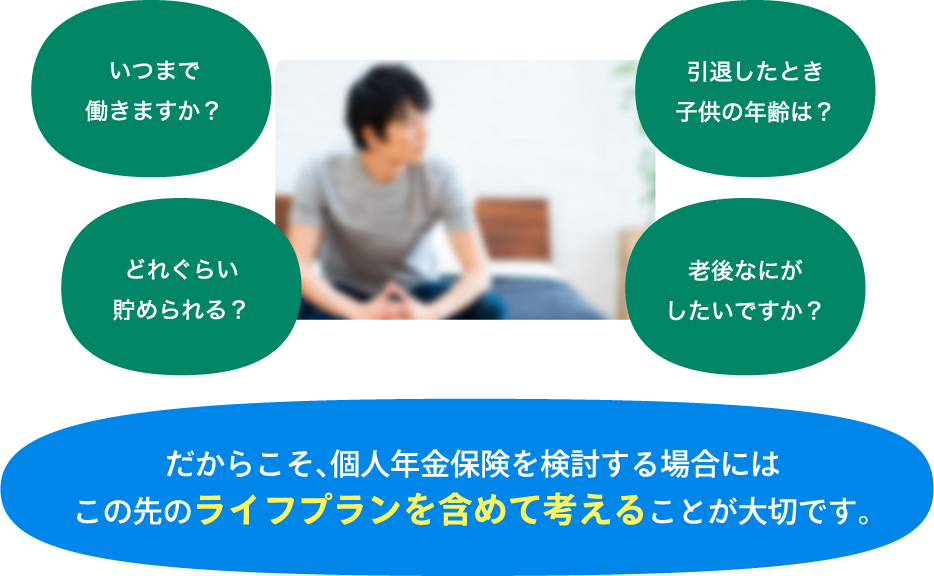 いつまで
働きますか？
引退したとき
子供の年齢は？
どれぐらい
貯められる？
老後なにが
したいですか？
だからこそ、個人年金保険を検討する場合には
この先のライフプランを含めて考えることが大切です。